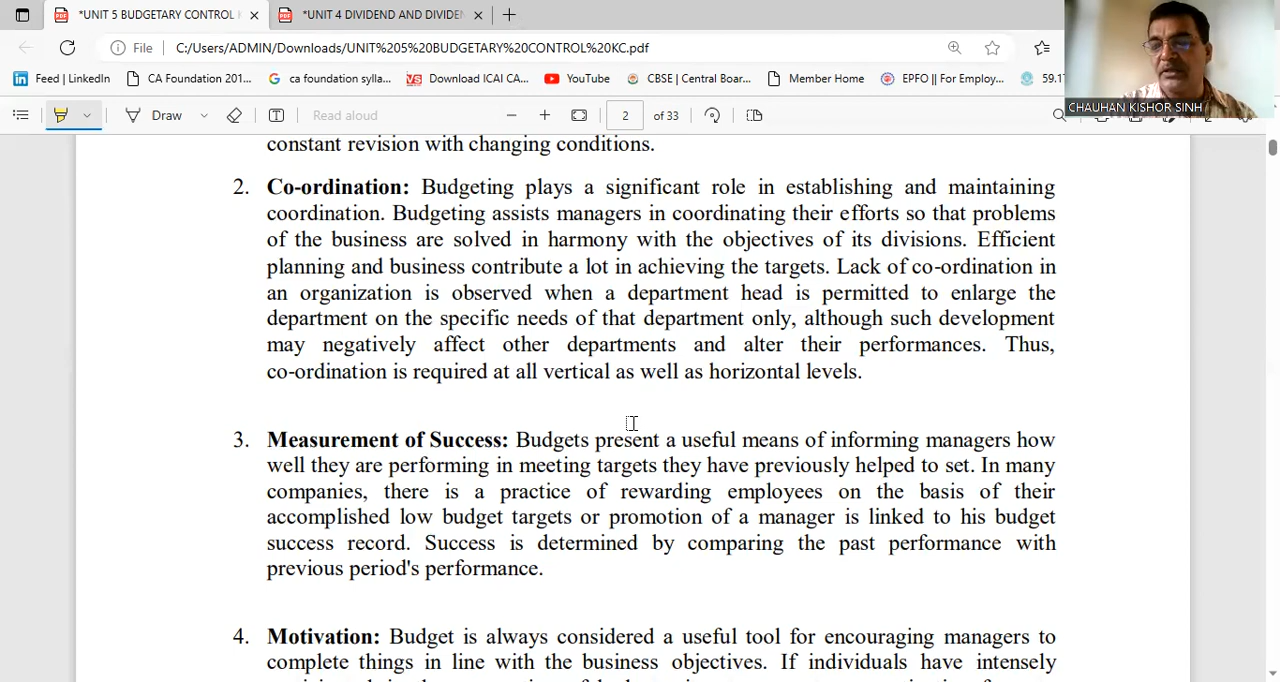 *UNIT 5 BUDGETARY CONTROL
*UNIT 4 DIVIDEND AND DIVIDEN
File
C:/Users/ADMIN/Downloads/UNIT%205%20BUDGETARY%20CONTROL%20KC.pdf
Feed | LinkedIn
CA Foundation 201...
ca foundation sylla...
Download ICAI CA...
YouTube
CBSE | Central Boar...
Member Home
EPFO || For Employ...
59.1
CHAUHAN KISHOR SINH
Draw
Read aloud
2 of 33
constant revision with changing conditions.
2. Co-ordination: Budgeting plays a significant role in establishing and maintaining
coordination. Budgeting assists managers in coordinating their efforts so that problems
of the business are solved in harmony with the objectives of its divisions. Efficient
planning and business contribute a lot in achieving the targets. Lack of co-ordination in
an organization is observed when a department head is permitted to enlarge the
department on the specific needs of that department only, although such development
may negatively affect other departments and alter their performances. Thus,
co-ordination is required at all vertical as well as horizontal levels.
3. Measurement of Success: Budgets present a useful means of informing managers how
well they are performing in meeting targets they have previously helped to set. In many
companies, there is a practice of rewarding employees on the basis of their
accomplished low budget targets or promotion of a manager is linked to his budget
success record. Success is determined by comparing the past performance with
previous period's performance.
4. Motivation: Budget is always considered a useful tool for encouraging managers to
complete things in line with the business objectives. If individuals have intensely